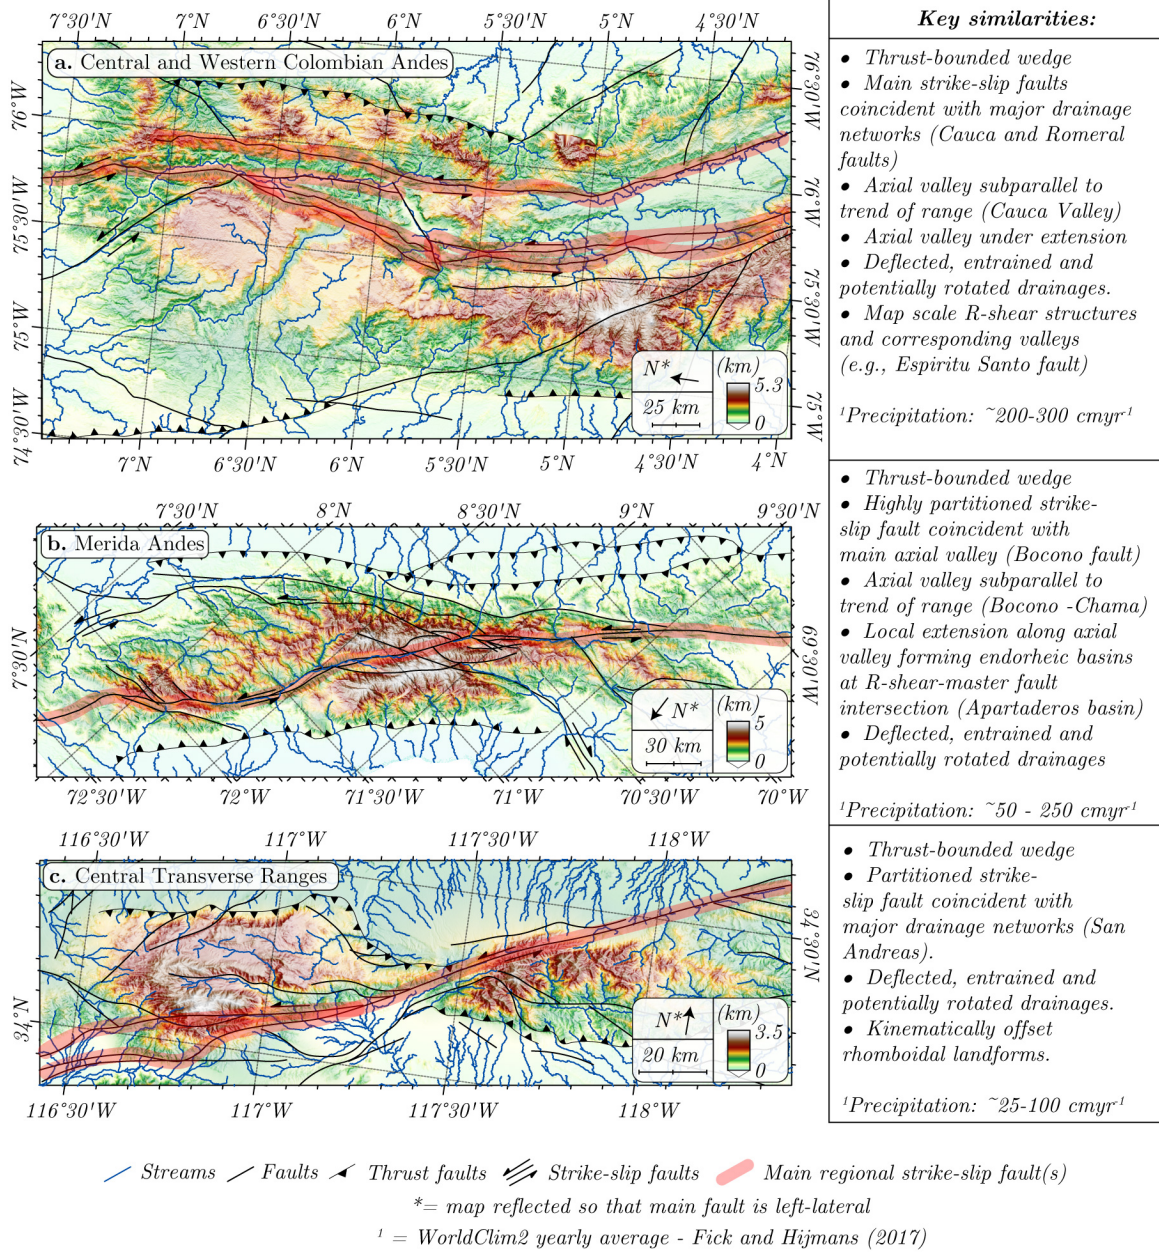 7°30'N 7°N 6°30'N 6°N 5°30'N 5°N 4°30'N
a. Central and Western Colombian Andes
76°W
75°30'W
75°W
74°30'W
76°30'W
76°W
75°30'W
75°W
N*
25 km
(km)
5.3
0
7°N 6°30'N 6°N 5°30'N 5°N 4°30'N 4°N
7°30'N 8°N 8°30'N 9°N 9°30'N
b. Merida Andes
7°30'N
69°30'W
N*
30 km
(km)
5
0
72°30'W 72°W 71°30'W 71°W 70°30'W 70°W
116°30'W 117°W 117°30'W 118°W
c. Central Transverse Ranges
34°N
34°30'N
N*
20 km
(km)
3.5
0
116°30'W 117°W 117°30'W 118°W
Key similarities:
● Thrust-bounded wedge
● Main strike-slip faults
coincident with major drainage
networks (Cauca and Romeral
faults)
● Axial valley subparallel to
trend of range (Cauca Valley)
● Axial valley under extension
● Deflected, entrained and
potentially rotated drainages.
● Map scale R-shear structures
and corresponding valleys
(e.g., Espiritu Santo fault)
¹Precipitation: ~200-300 cmyr⁻¹
● Thrust-bounded wedge
● Highly partitioned strike-
slip fault coincident with
main axial valley (Bocono fault)
● Axial valley subparallel to
trend of range (Bocono -Chama)
● Local extension along axial
valley forming endorheic basins
at R-shear-master fault
intersection (Apartaderos basin)
● Deflected, entrained and
potentially rotated drainages
¹Precipitation: ~50 - 250 cmyr⁻¹
● Thrust-bounded wedge
● Partitioned strike-
slip fault coincident with
major drainage networks (San
Andreas).
● Deflected, entrained and
potentially rotated drainages.
● Kinematically offset
rhomboidal landforms.
¹Precipitation: ~25-100 cmyr⁻¹
Streams Faults Thrust faults Strike-slip faults Main regional strike-slip fault(s)
*= map reflected so that main fault is left-lateral
¹ = WorldClim2 yearly average - Fick and Hijmans (2017)